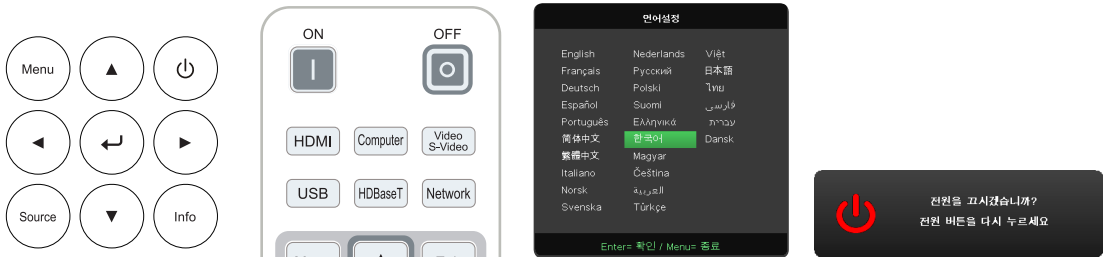 Menu
Source
Info
ON
OFF
HDMI
Computer
Video
S-Video
USB
HDBaseT
Network
언어설정
English
Français
Deutsch
Español
Português
简体中文
繁體中文
Italiano
Norsk
Svenska
Nederlands
Русский
Polski
Suomi
Ελληνικά
한국어
Magyar
Čeština
العربية
Türkçe
Việt
日本語
ไทย
فارسی
עברית
Dansk
Enter= 확인 / Menu= 종료
전원을 끄시겠습니까?
전원 버튼을 다시 누르세요